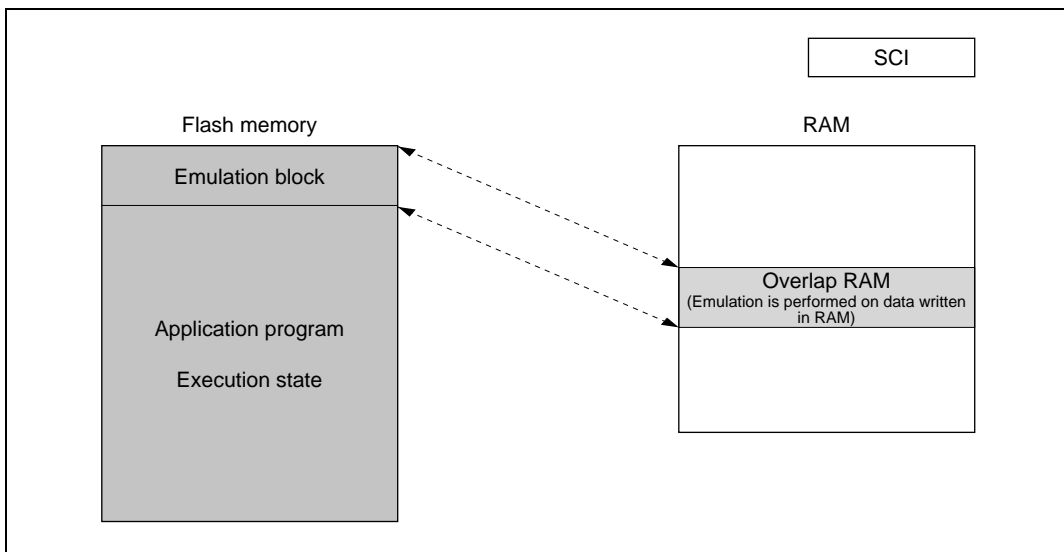 SCI
Flash memory
RAM
Emulation block
Application program
Execution state
Overlap RAM
(Emulation is performed on data written
in RAM)